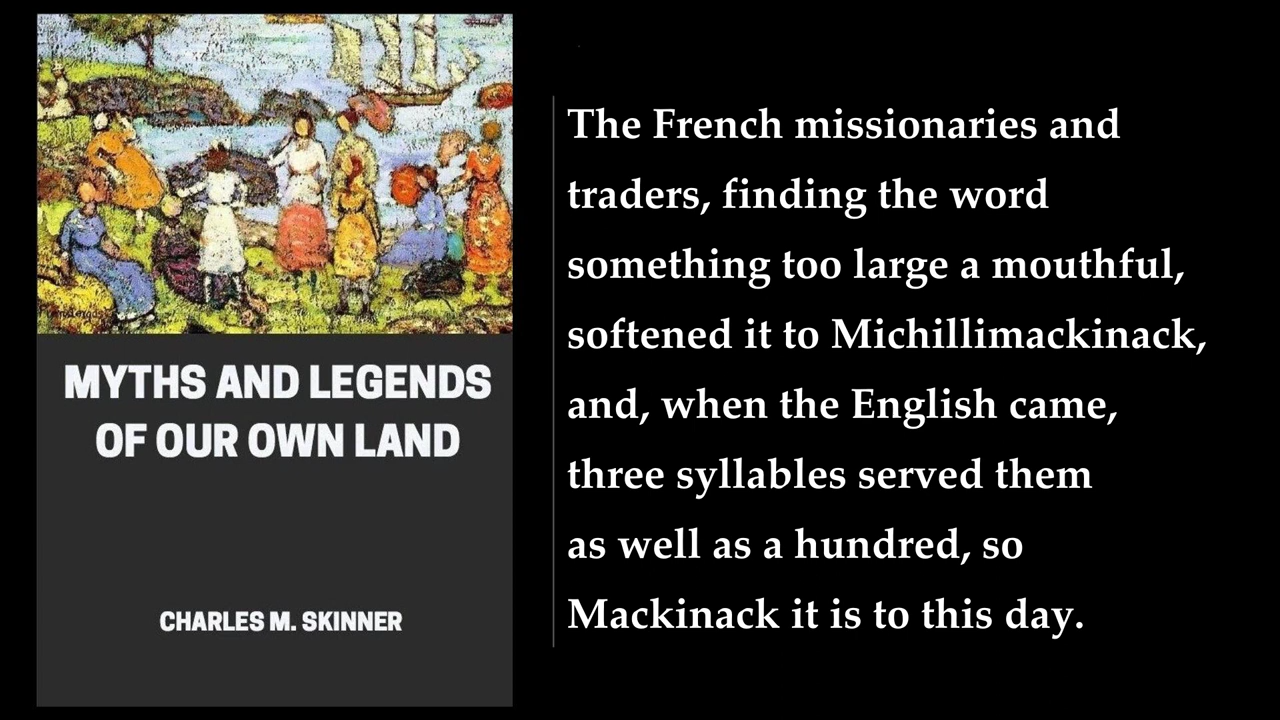 MYTHS AND LEGENDS
OF OUR OWN LAND
CHARLES M. SKINNER
The French missionaries and
traders, finding the word
something too large a mouthful,
softened it to Michillimackinack,
and, when the English came,
three syllables served them
as well as a hundred, so
Mackinack it is to this day.